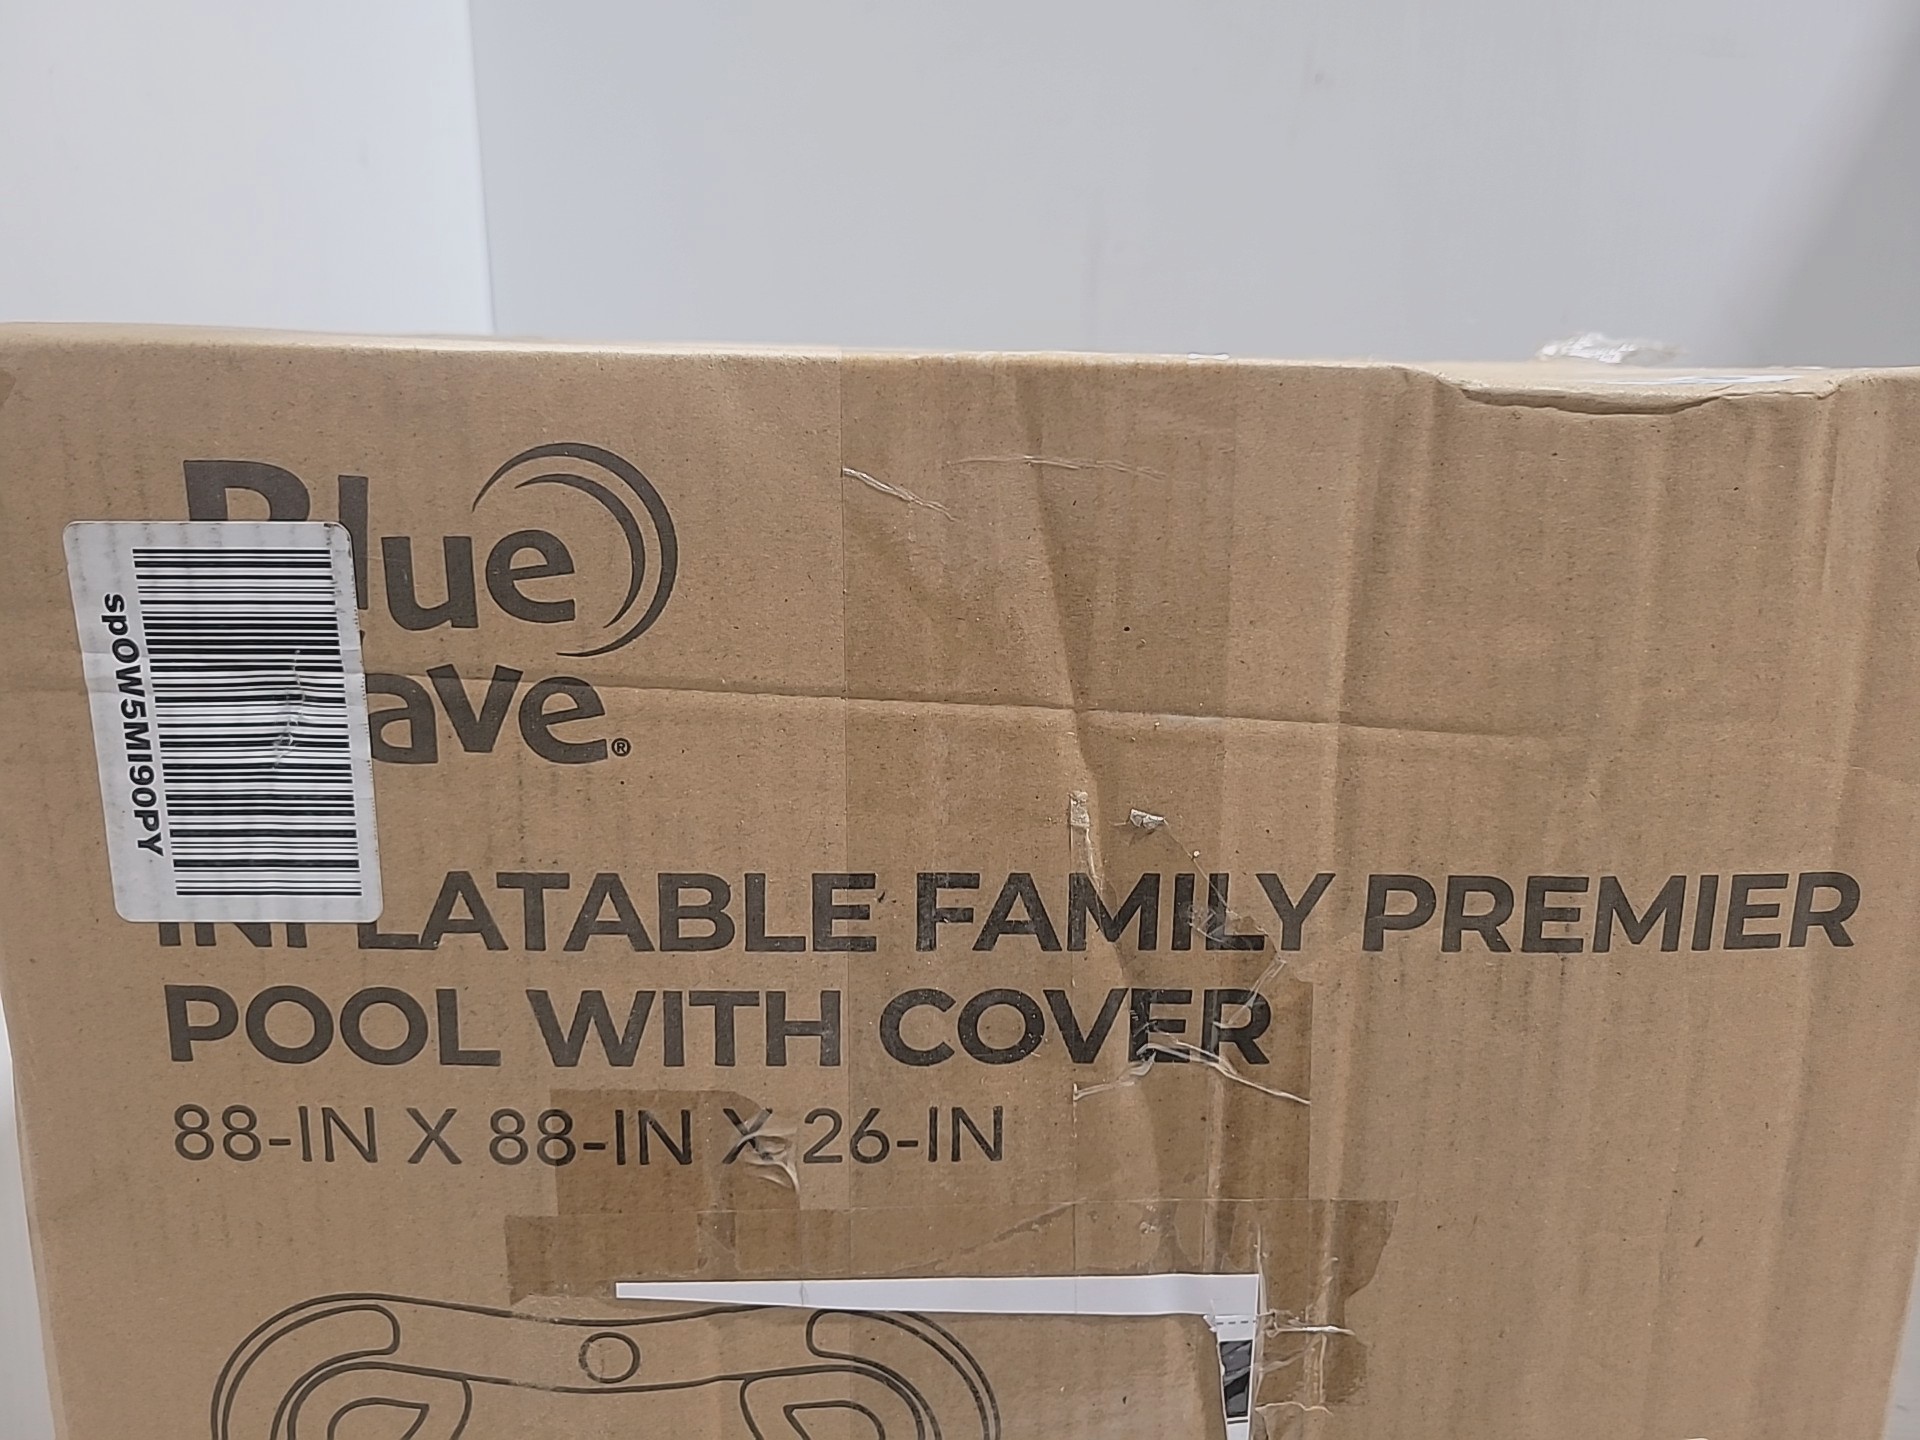 Blue
Wave®
spOW5MI90PY
INFLATABLE FAMILY PREMIER
POOL WITH COVER
88-IN X 88-IN X 26-IN